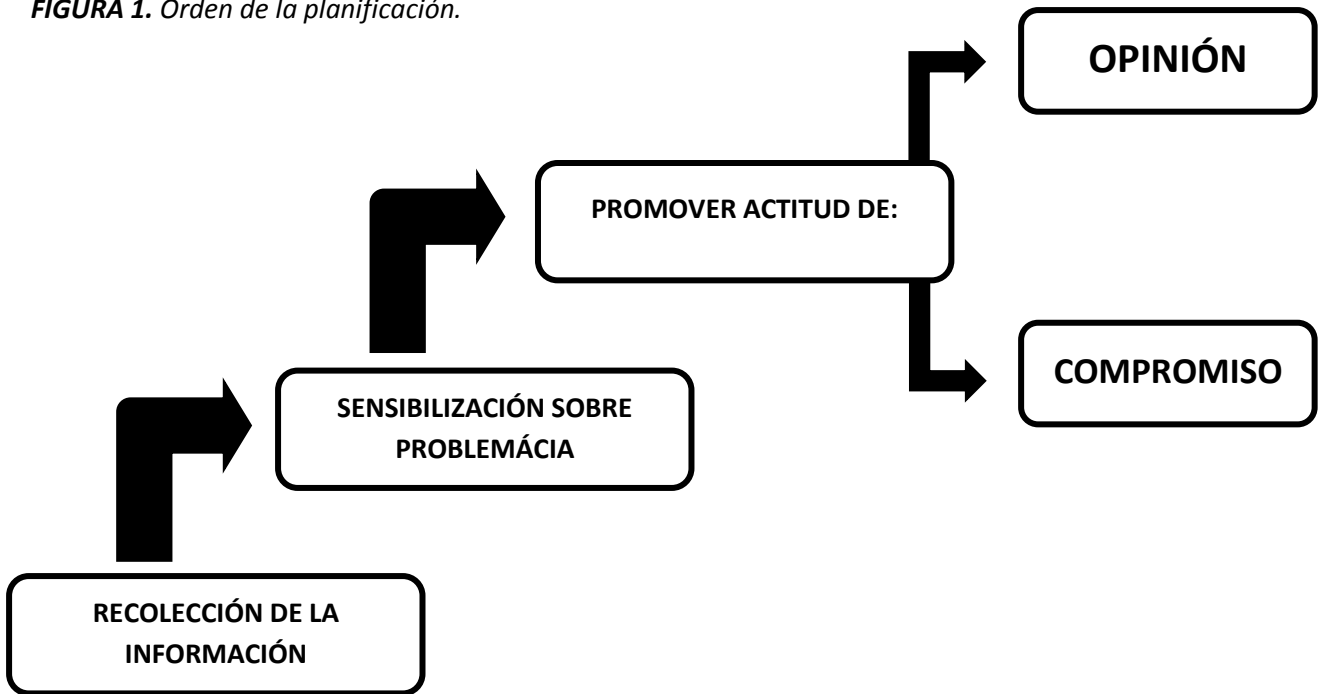 FIGURA 1. Orden de la planificación.
OPINIÓN
PROMOVER ACTITUD DE:
COMPROMISO
SENSIBILIZACIÓN SOBRE
PROBLEMÁCIA
RECOLECCIÓN DE LA
INFORMACIÓN